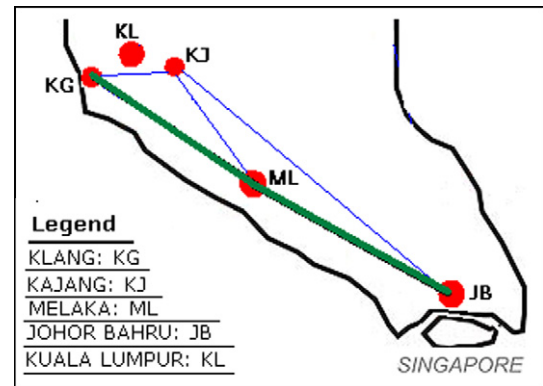 KL
KJ
KG
ML
Legend
KLANG: KG
KAJANG: KJ
MELAKA: ML
JOHOR BAHRU: JB
KUALA LUMPUR: KL
JB
SINGAPORE